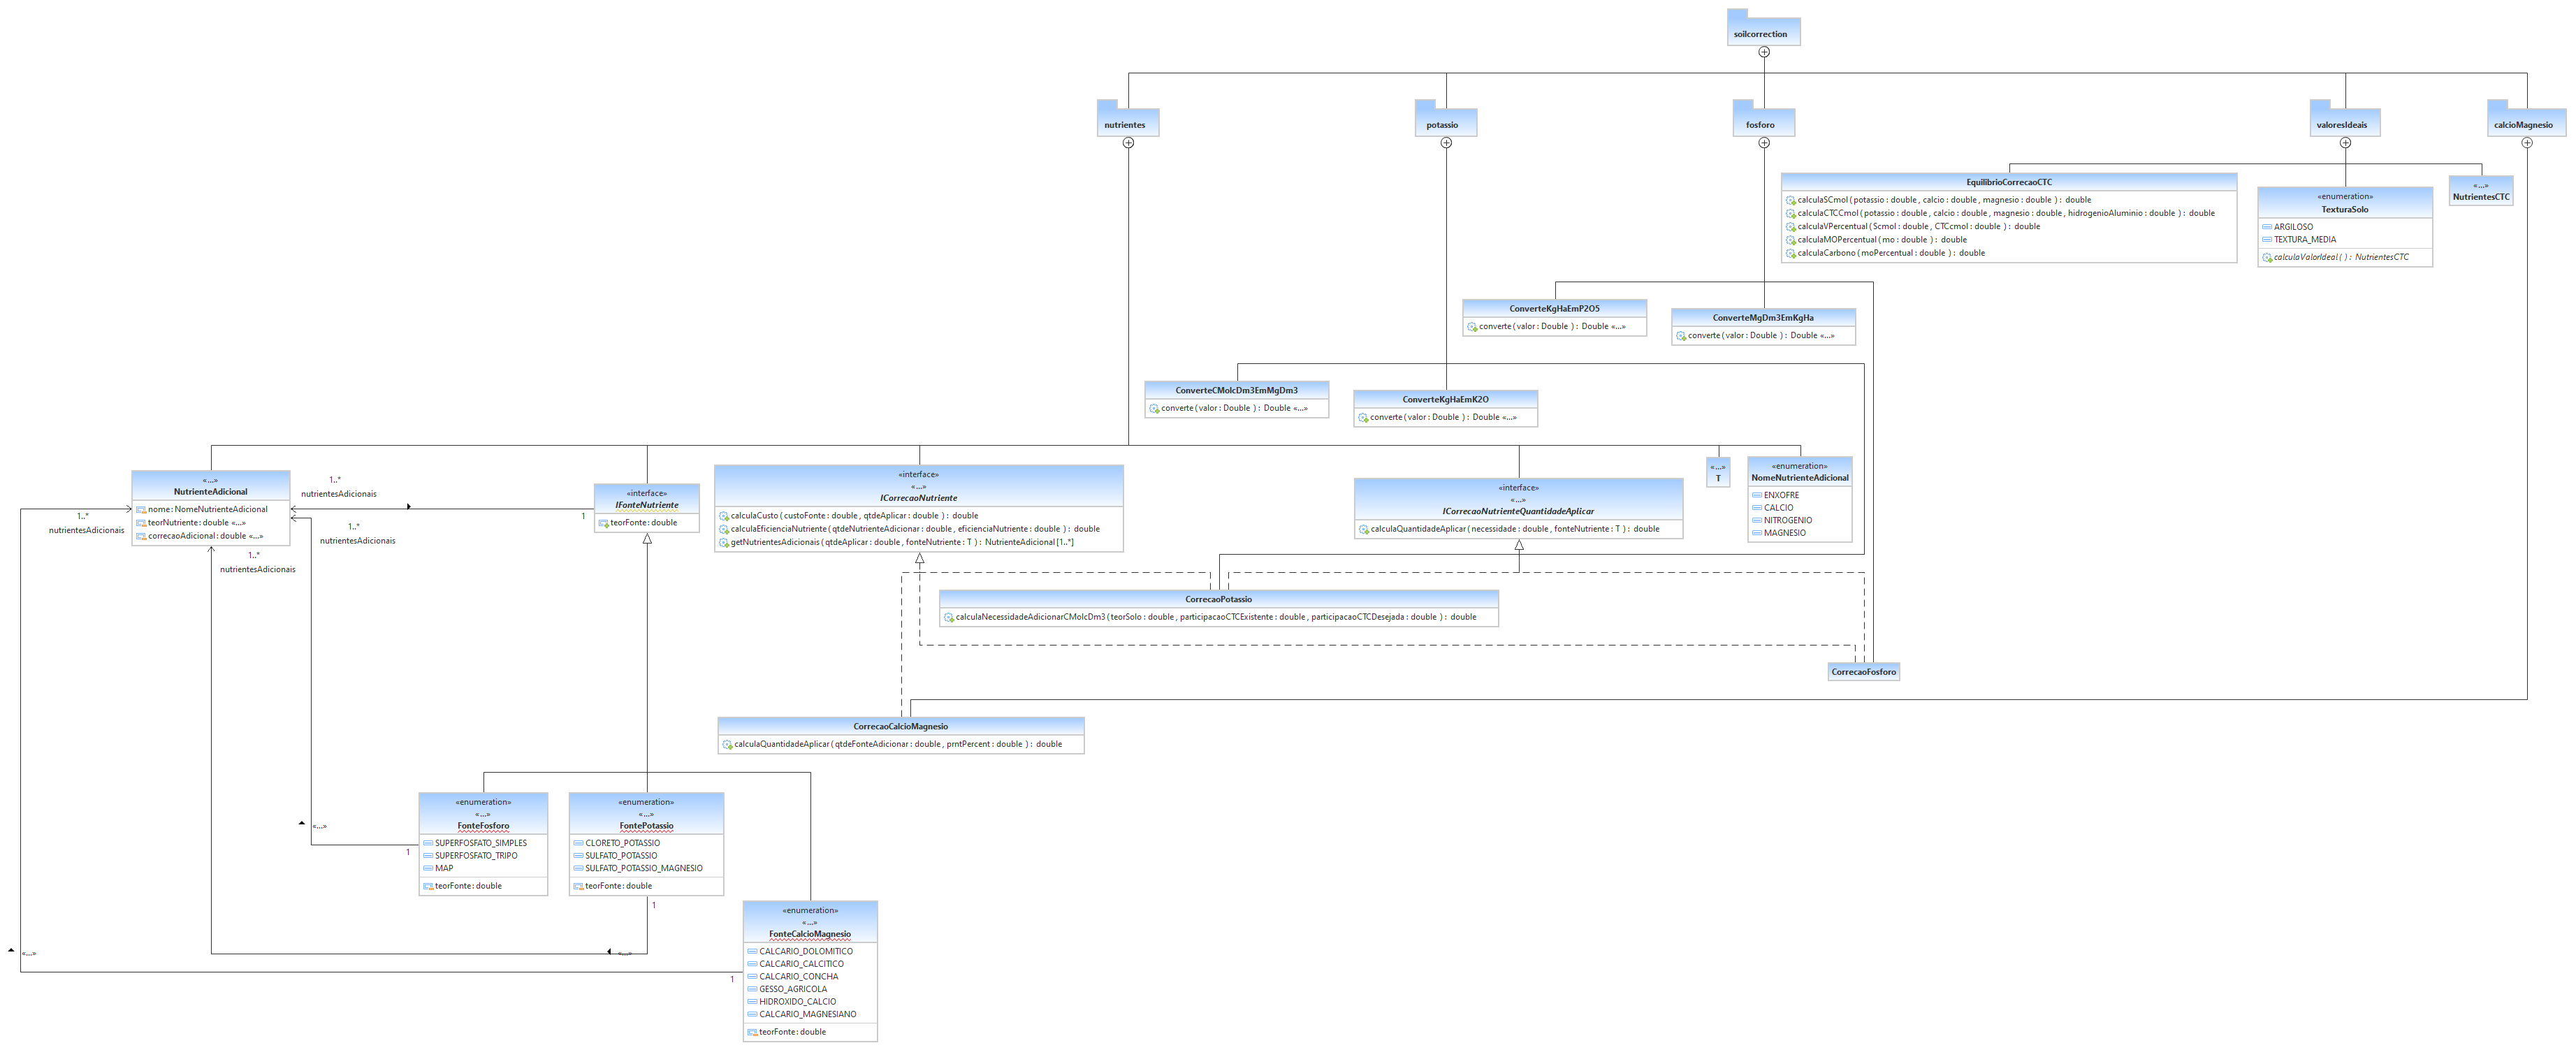 soilcorrection
nutrientes
potassio
fosforo
valoresIdeais
calcioMagnesio
EquilibrioCorrecaoCTC
calculaSCmol ( potassio : double , calcio : double , magnesio : double ) : double
calculaCTCCmol ( potassio : double , calcio : double , magnesio : double , hidrogenioAluminio : double ) : double
calculaVPercentual ( Scmol : double , CTCcmol : double ) : double
calculaMOPercentual ( mo : double ) : double
calculaCarbono ( moPercentual : double ) : double
«enumeration»
TexturaSolo
ARGILOSO
TEXTURA_MEDIA
calculaValorIdeal ( ) : NutrientesCTC
«...»
NutrientesCTC
ConverteKgHaEmP2O5
converte ( valor : Double ) : Double «...»
ConverteMgDm3EmKgHa
converte ( valor : Double ) : Double «...»
ConverteCMolcDm3EmMgDm3
converte ( valor : Double ) : Double «...»
ConverteKgHaEmK2O
converte ( valor : Double ) : Double «...»
«...»
NutrienteAdicional
nome : NomeNutrienteAdicional
teorNutriente : double «...»
correcaoAdicional : double «...»
1..*
nutrientesAdicionais
1..*
nutrientesAdicionais
1..*
nutrientesAdicionais
1..*
nutrientesAdicionais
1
«interface»
IFonteNutriente
teorFonte : double
«interface»
«...»
ICorrecaoNutriente
calculaCusto ( custoFonte : double , qtdeAplicar : double ) : double
calculaEficienciaNutriente ( qtdeNutrienteAdicionar : double , eficienciaNutriente : double ) : double
getNutrientesAdicionais ( qtdeAplicar : double , fonteNutriente : T ) : NutrienteAdicional [1..*]
«interface»
«...»
ICorrecaoNutrienteQuantidadeAplicar
calculaQuantidadeAplicar ( necessidade : double , fonteNutriente : T ) : double
«...»
T
«enumeration»
NomeNutrienteAdicional
ENXOFRE
CALCIO
NITROGENIO
MAGNESIO
CorrecaoPotassio
calculaNecessidadeAdicionarCMolcDm3 ( teorSolo : double , participacaoCTCExistente : double , participacaoCTCDesejada : double ) : double
CorrecaoFosforo
CorrecaoCalcioMagnesio
calculaQuantidadeAplicar ( qtdeFonteAdicionar : double , prntPercent : double ) : double
«enumeration»
«...»
FonteFosforo
SUPERFOSFATO_SIMPLES
SUPERFOSFATO_TRIPO
MAP
teorFonte : double
«...»
1
«enumeration»
«...»
FontePotassio
CLORETO_POTASSIO
SULFATO_POTASSIO
SULFATO_POTASSIO_MAGNESIO
teorFonte : double
1
«...»
«enumeration»
«...»
FonteCalcioMagnesio
CALCARIO_DOLOMITICO
CALCARIO_CALCITICO
CALCARIO_CONCHA
GESSO_AGRICOLA
HIDROXIDO_CALCIO
CALCARIO_MAGNESIANO
teorFonte : double
«...»
1